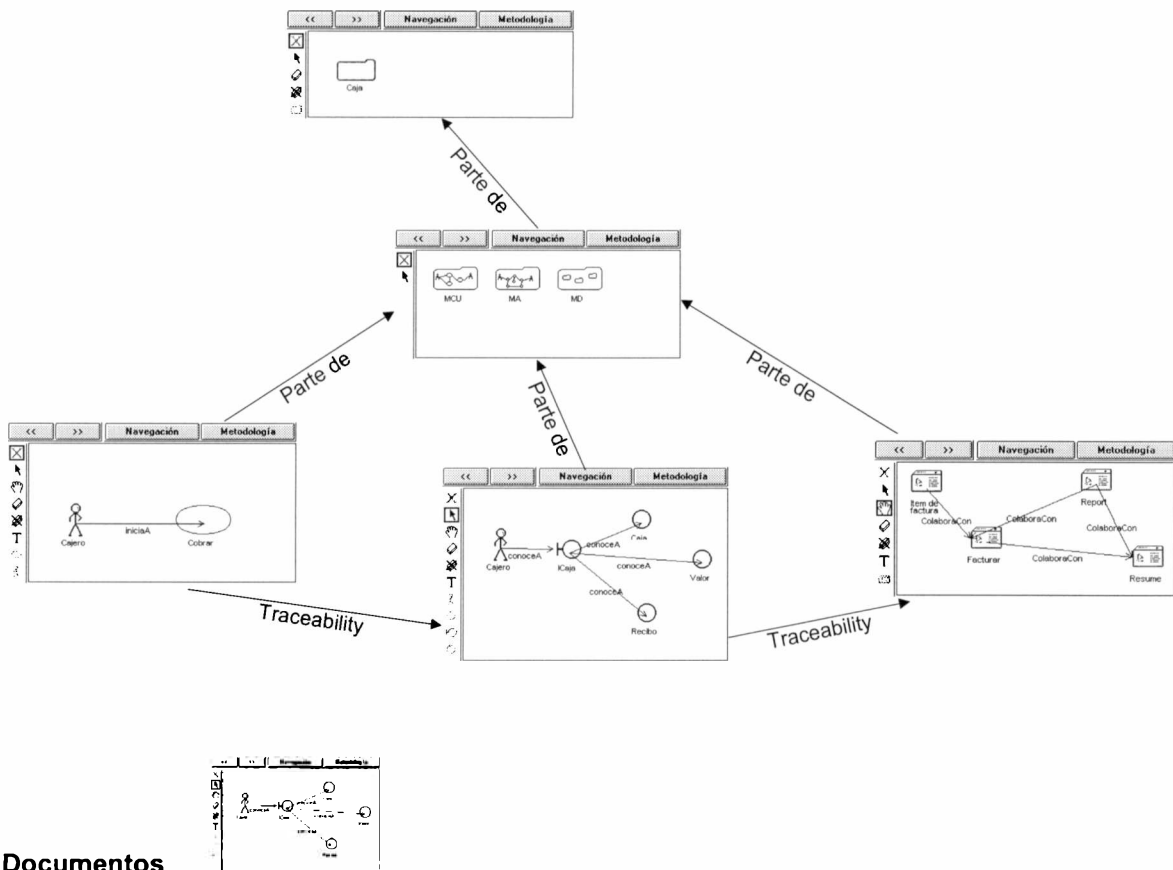 << >> Navegación Metodología
Caja
Parte de
<< >> Navegación Metodología
MCU MA MD
Parte de
Parte de
Parte de
<< >> Navegación Metodología
T
iniciaA
Cajero Cobrar
<< >> Navegación Metodología
T
Caja
conoceA
conoceA
Cajero ICaja
conoceA
Valor
conoceA
Recibo
<< >> Navegación Metodología
T
Item de factura
Report
ColaboraCon
ColaboraCon
ColaboraCon
Facturar
ColaboraCon
Resume
Traceability
Traceability
Navegación Metodología
T
Documentos